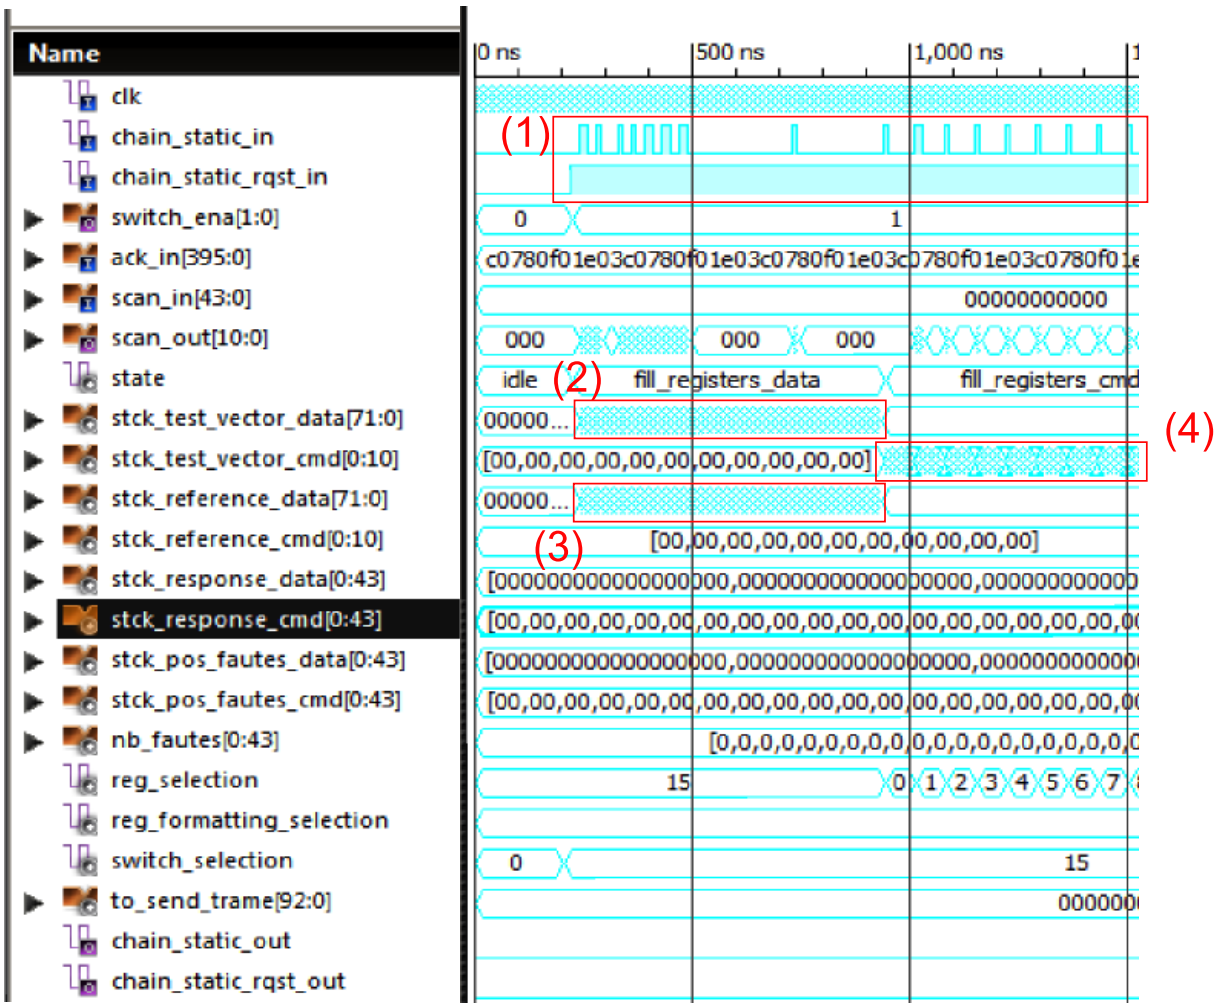 Name
0 ns 500 ns 1,000 ns 1
clk
(1)
chain_static_in
chain_static_rqst_in
switch_ena[1:0] 0 1
ack_in[395:0] c0780f01e03c0780f01e03c0780f01e03c0780f01e03c0780f01e
scan_in[43:0] 00000000000
scan_out[10:0] 000 000 000
state idle (2) fill_registers_data fill_registers_cmd
stck_test_vector_data[71:0] 00000...
(4)
stck_test_vector_cmd[0:10] [00,00,00,00,00,00,00,00,00,00,00]
stck_reference_data[71:0] 00000...
stck_reference_cmd[0:10] (3) [00,00,00,00,00,00,00,00,00,00,00]
stck_response_data[0:43] [000000000000000000,000000000000000000,000000000000
stck_response_cmd[0:43] [00,00,00,00,00,00,00,00,00,00,00,00,00,00,00,00,00,00,0
stck_pos_fautes_data[0:43] [000000000000000000,000000000000000000,000000000000
stck_pos_fautes_cmd[0:43] [00,00,00,00,00,00,00,00,00,00,00,00,00,00,00,00,00,00,0
nb_fautes[0:43] [0,0,0,0,0,0,0,0,0,0,0,0,0,0,0,0,0,0,0,0
reg_selection 15 0 1 2 3 4 5 6 7
reg_formatting_selection
switch_selection 0 15
to_send_trame[92:0] 000000
chain_static_out
chain_static_rqst_out